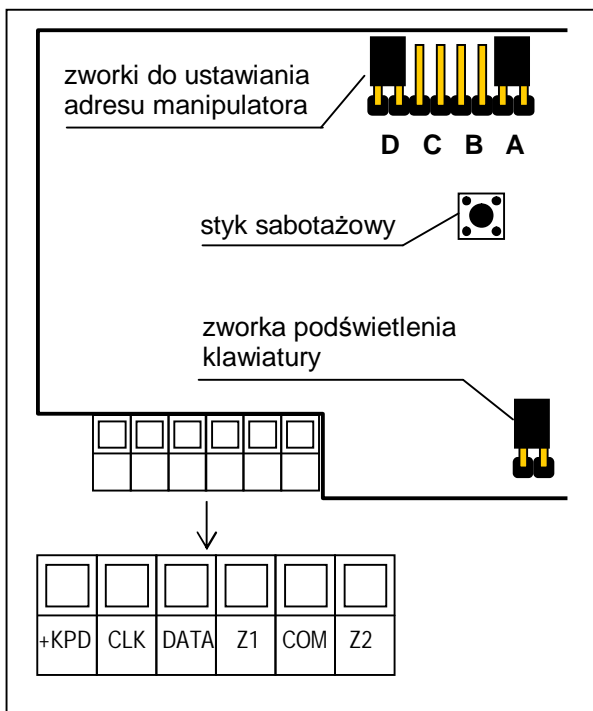 zworki do ustawiania
adresu manipulatora
D C B A
styk sabotażowy
zworka podświetlenia
klawiatury
+KPD CLK DATA Z1 COM Z2